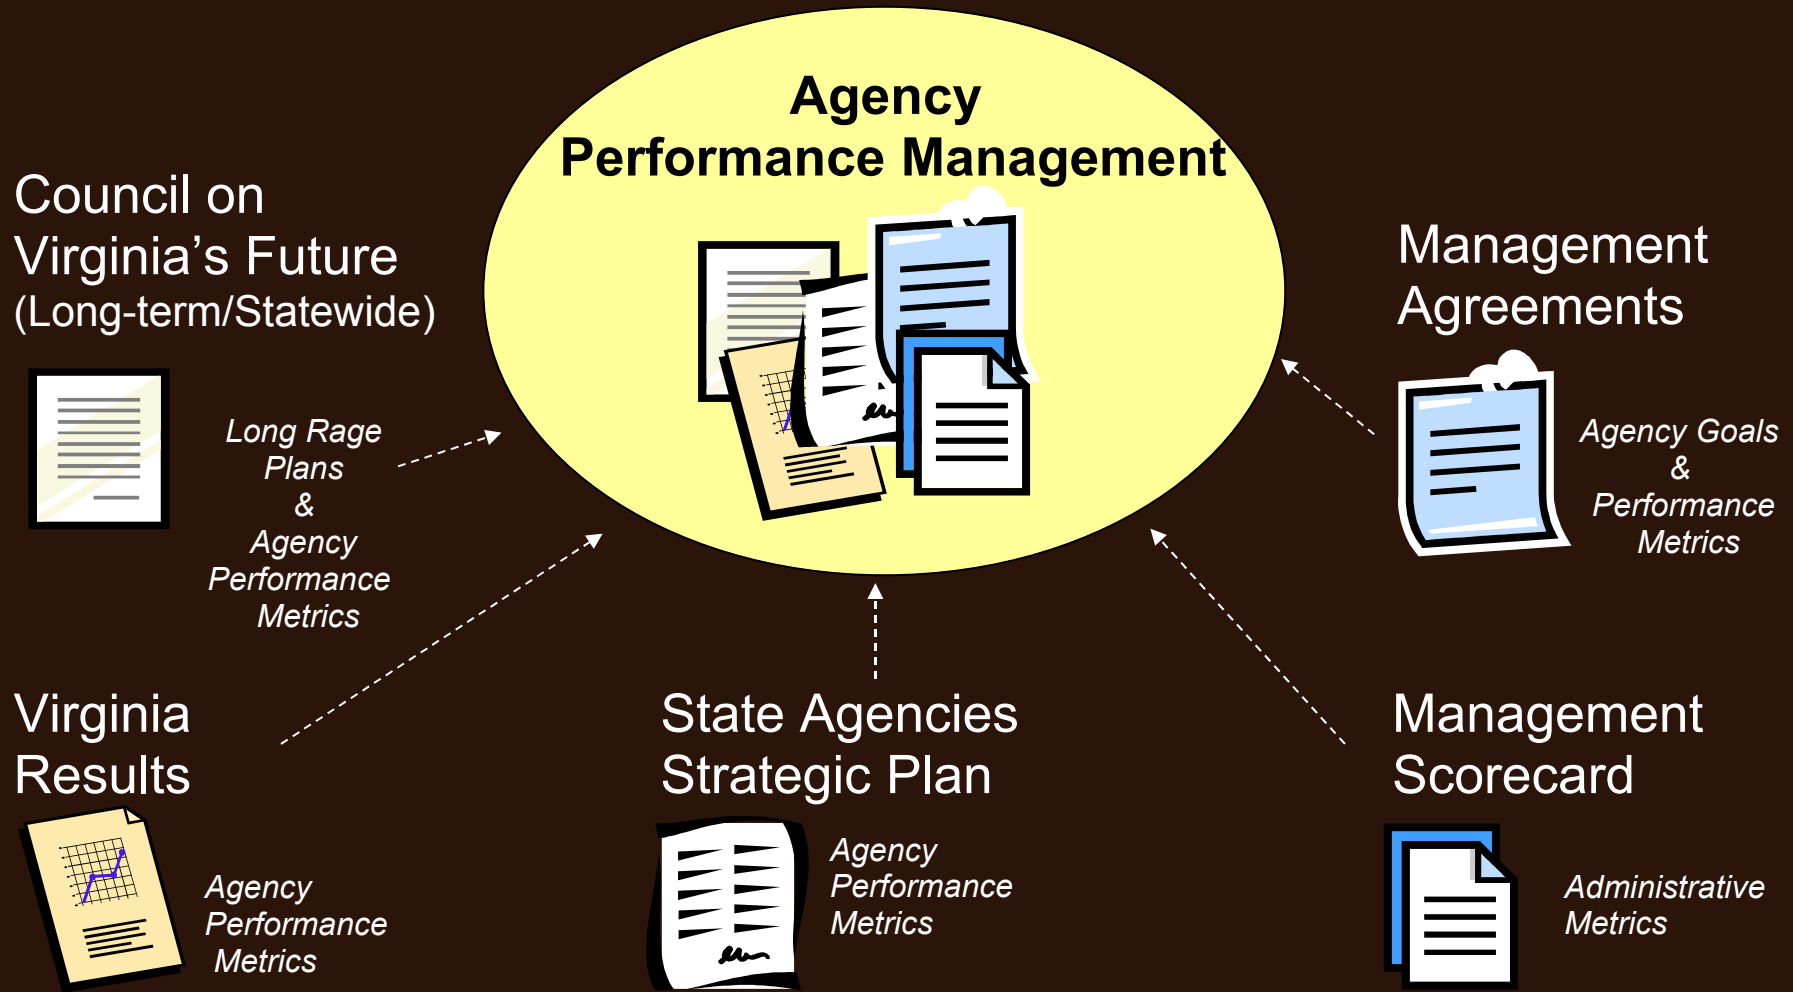 Agency
Performance Management
Council on
Virginia’s Future
(Long-term/Statewide)
Long Rage
Plans
&
Agency
Performance
Metrics
Management
Agreements
Agency Goals
&
Performance
Metrics
Virginia
Results
Agency
Performance
Metrics
State Agencies
Strategic Plan
Agency
Performance
Metrics
Management
Scorecard
Administrative
Metrics